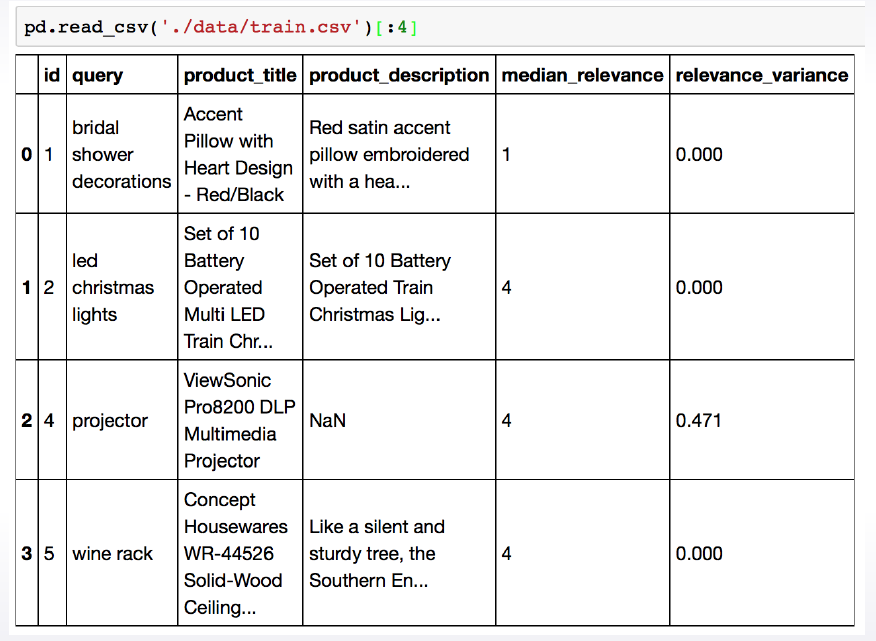 pd.read_csv('./data/train.csv')[:4]
id query product_title product_description median_relevance relevance_variance
0 1 bridal shower decorations Accent Pillow with Heart Design - Red/Black Red satin accent pillow embroidered with a hea... 1 0.000
1 2 led christmas lights Set of 10 Battery Operated Multi LED Train Chr... Set of 10 Battery Operated Train Christmas Lig... 4 0.000
2 4 projector ViewSonic Pro8200 DLP Multimedia Projector NaN 4 0.471
3 5 wine rack Concept Housewares WR-44526 Solid-Wood Ceiling... Like a silent and sturdy tree, the Southern En... 4 0.000